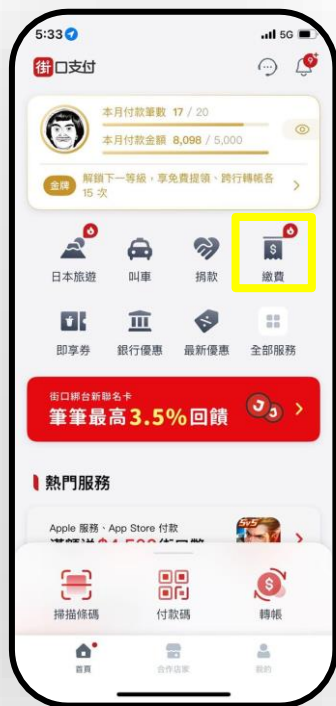 5:33
5G
街口支付
9+
本月付款筆數 17 / 20
本月付款金額 8,098 / 5,000
金牌
解鎖下一等級,享免費提領、跨行轉帳各
15 次
日本旅遊
叫車
捐款
繳費
即享券
銀行優惠
最新優惠
全部服務
街口綁台新聯名卡
筆筆最高3.5%回饋
熱門服務
Apple 服務、App Store 付款
5v5
掃描條碼
付款碼
轉帳
首頁
合作店家
我的